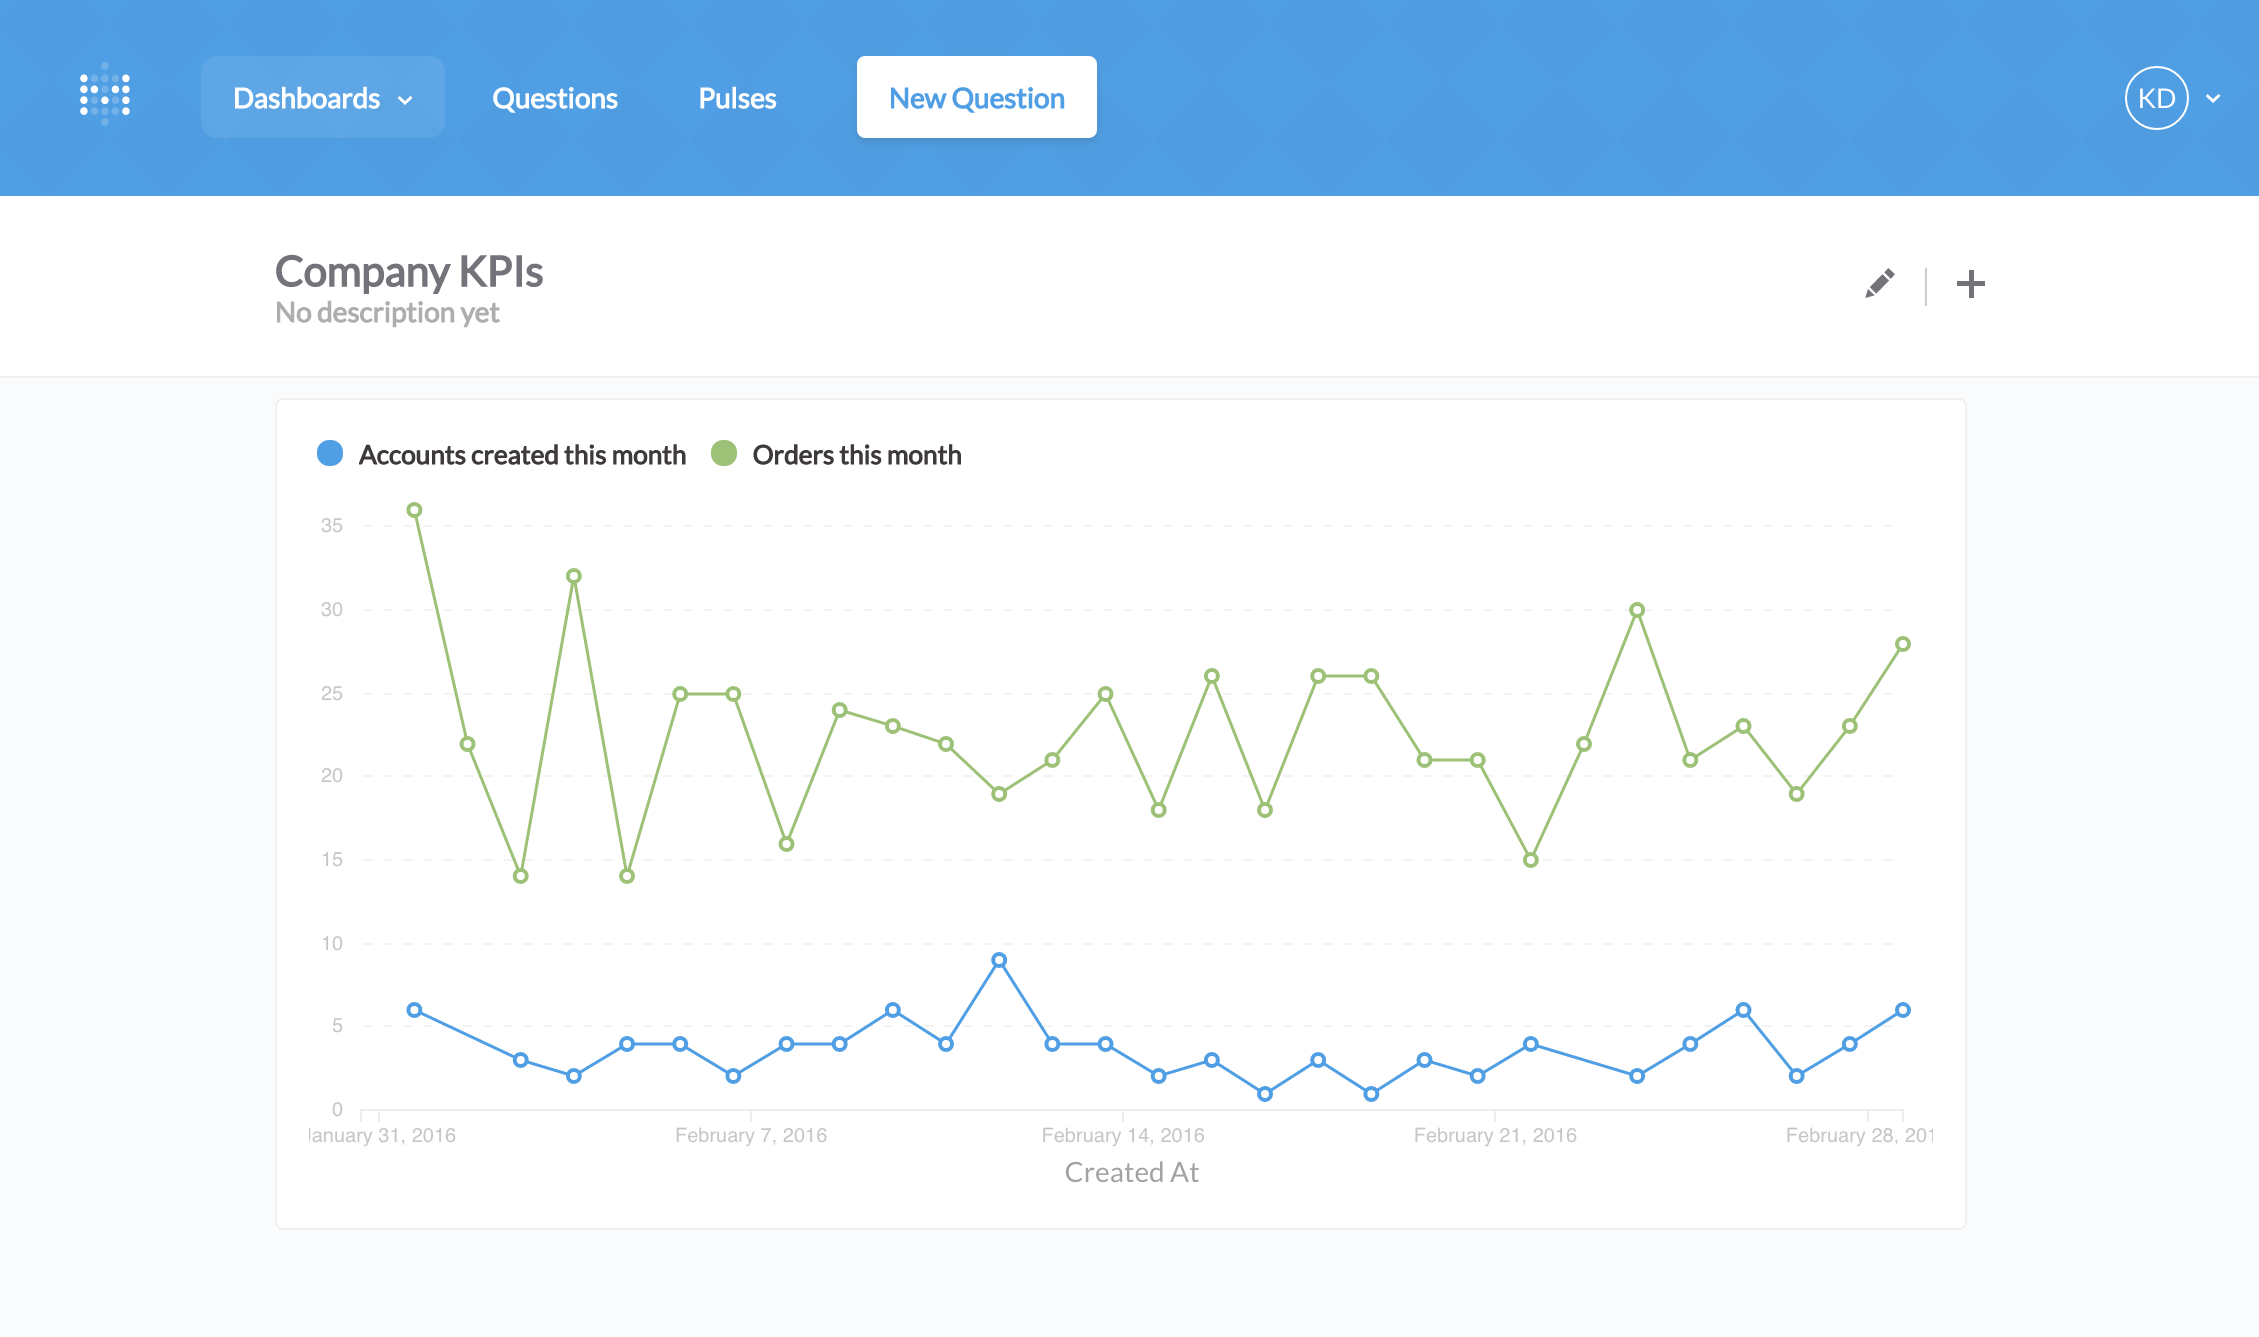 Dashboards Questions Pulses New Question KD
Company KPIs
No description yet
Accounts created this month Orders this month
35
30
25
20
15
10
5
0
anuary 31, 2016 February 7, 2016 February 14, 2016 February 21, 2016 February 28, 201
Created At